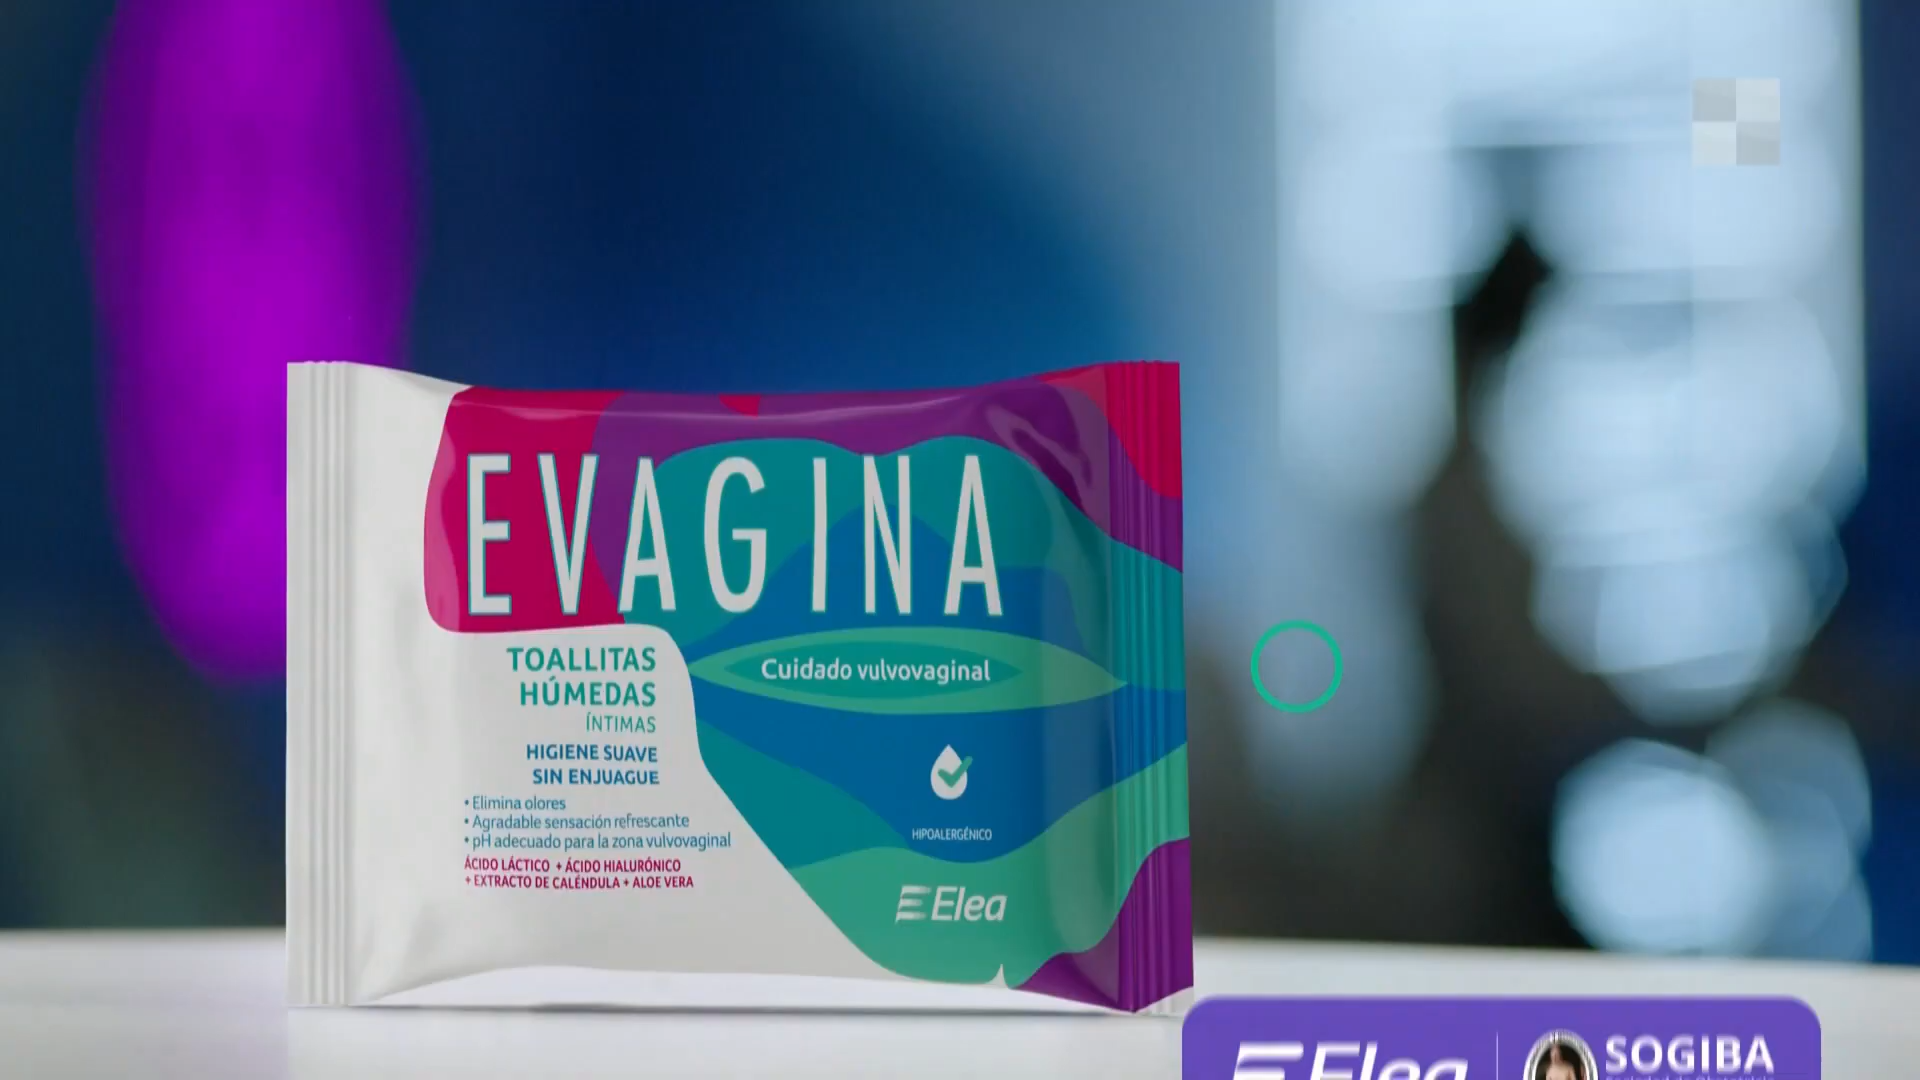 EVAGINA
TOALLITAS
HÚMEDAS
ÍNTIMAS
HIGIENE SUAVE
SIN ENJUAGUE
• Elimina olores
• Agradable sensación refrescante
• pH adecuado para la zona vulvovaginal
ÁCIDO LÁCTICO + ÁCIDO HIALURÓNICO
+ EXTRACTO DE CALÉNDULA + ALOE VERA
Cuidado vulvovaginal
HIPOALERGÉNICO
Elea
Elea
SOGIBA